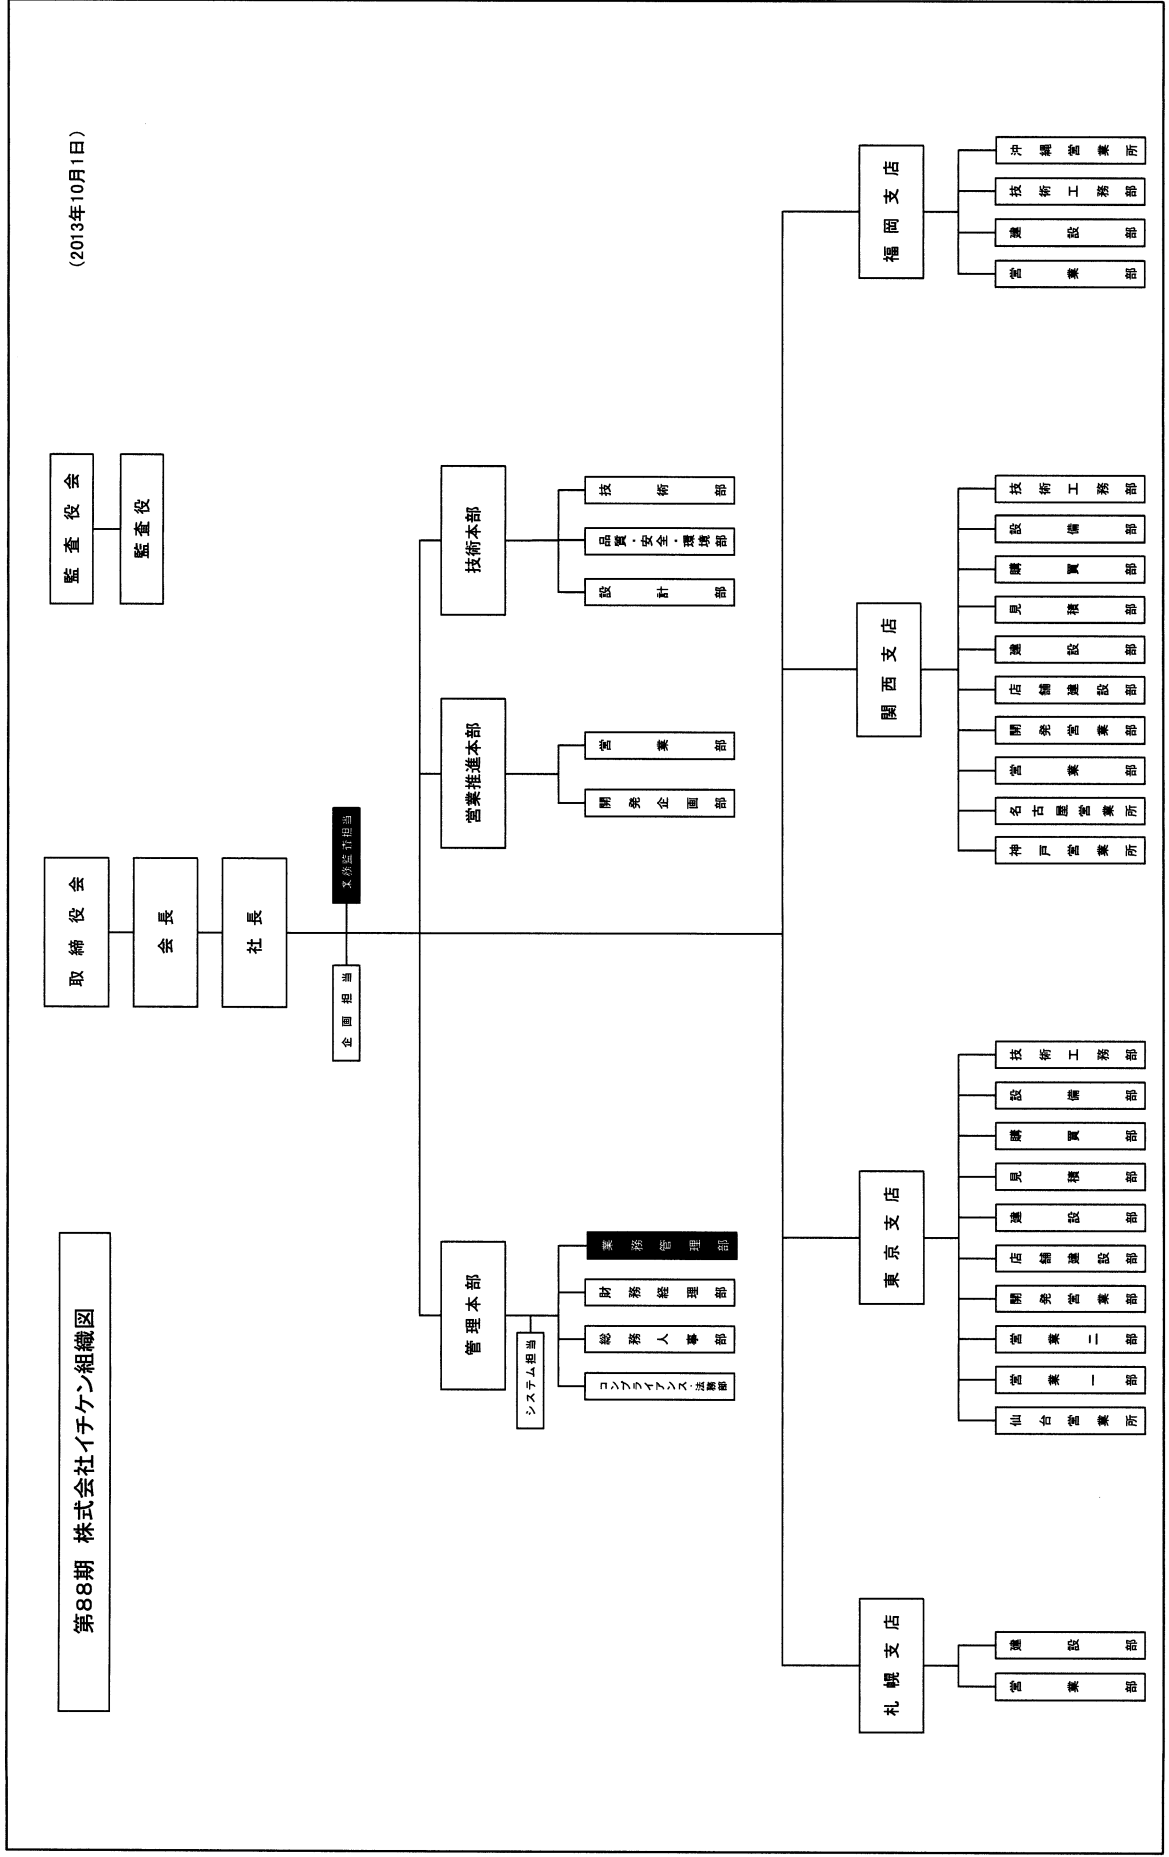 第88期 株式会社イチケン組織図
(2013年10月1日)
取締役会
会長
社長
監査役会
監査役
企画担当
業務監査担当
管理本部
営業推進本部
技術本部
システム担当
コンプライアンス・法務部
総務人事部
財務経理部
業務管理部
開発企画部
営業部
設計部
品質・安全・環境部
技術部
札幌支店
東京支店
関西支店
福岡支店
営業部
建設部
仙台営業所
営業一部
営業二部
開発営業部
店舗建設部
建設部
見積部
購買部
設備部
技術工務部
神戸営業所
名古屋営業所
営業部
開発営業部
店舗建設部
建設部
見積部
購買部
設備部
技術工務部
営業部
建設部
技術工務部
沖縄営業所